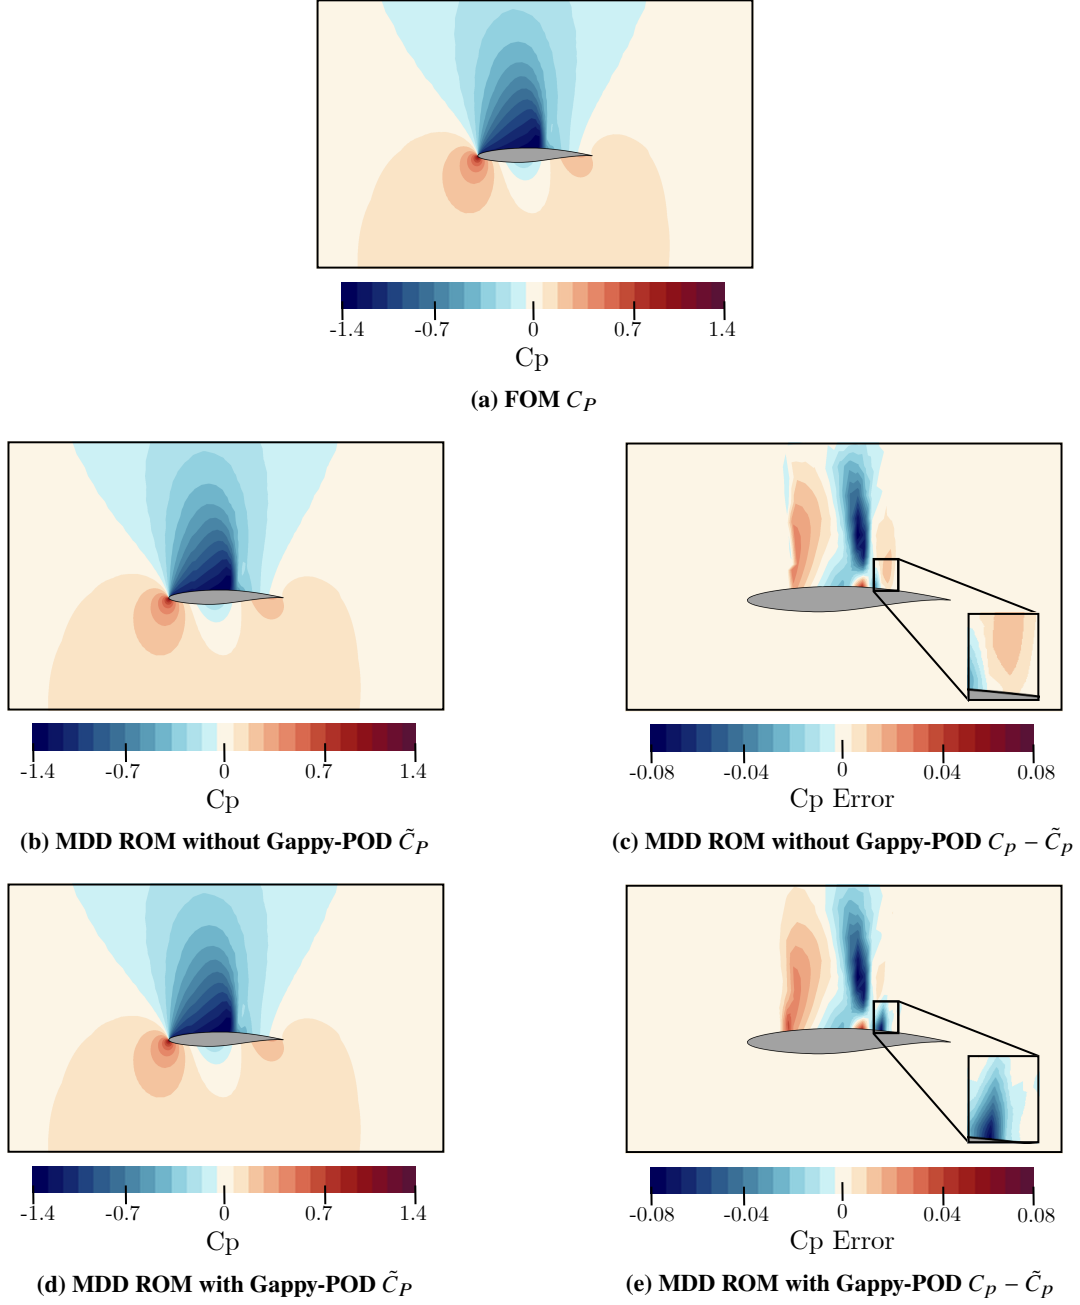 -1.4 -0.7 0 0.7 1.4
Cp
(a) FOM C_P
-1.4 -0.7 0 0.7 1.4
Cp
(b) MDD ROM without Gappy-POD C̃_P
-0.08 -0.04 0 0.04 0.08
Cp Error
(c) MDD ROM without Gappy-POD C_p − C̃_p
-1.4 -0.7 0 0.7 1.4
Cp
(d) MDD ROM with Gappy-POD C̃_P
-0.08 -0.04 0 0.04 0.08
Cp Error
(e) MDD ROM with Gappy-POD C_p − C̃_p